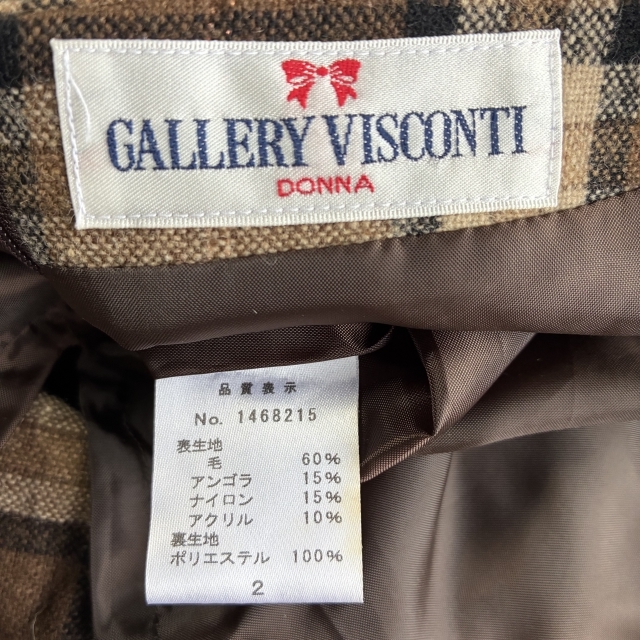 GALLERY VISCONTI
DONNA
品質表示
No. 1468215
表生地
毛 60%
アンゴラ 15%
ナイロン 15%
アクリル 10%
裏生地
ポリエステル 100%
2